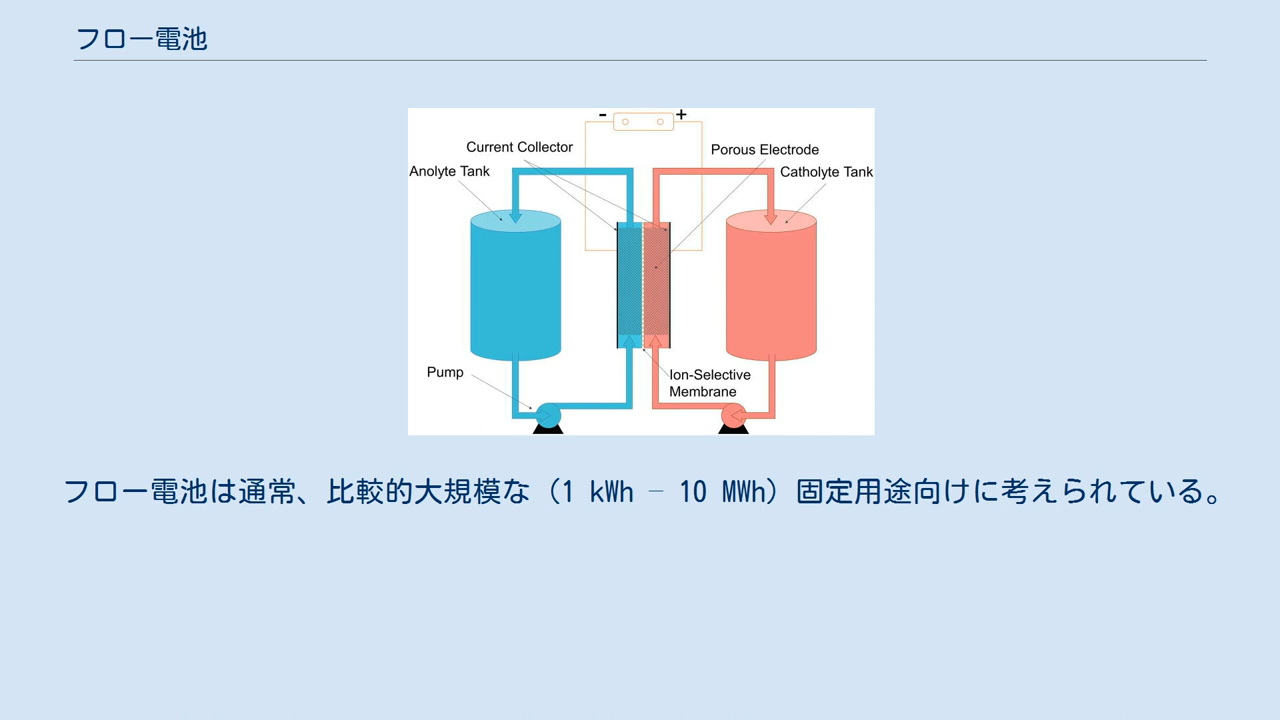 フロー電池
- +
Current Collector
Porous Electrode
Anolyte Tank
Catholyte Tank
Pump
Ion-Selective
Membrane
フロー電池は通常、比較的大規模な（1 kWh – 10 MWh）固定用途向けに考えられている。